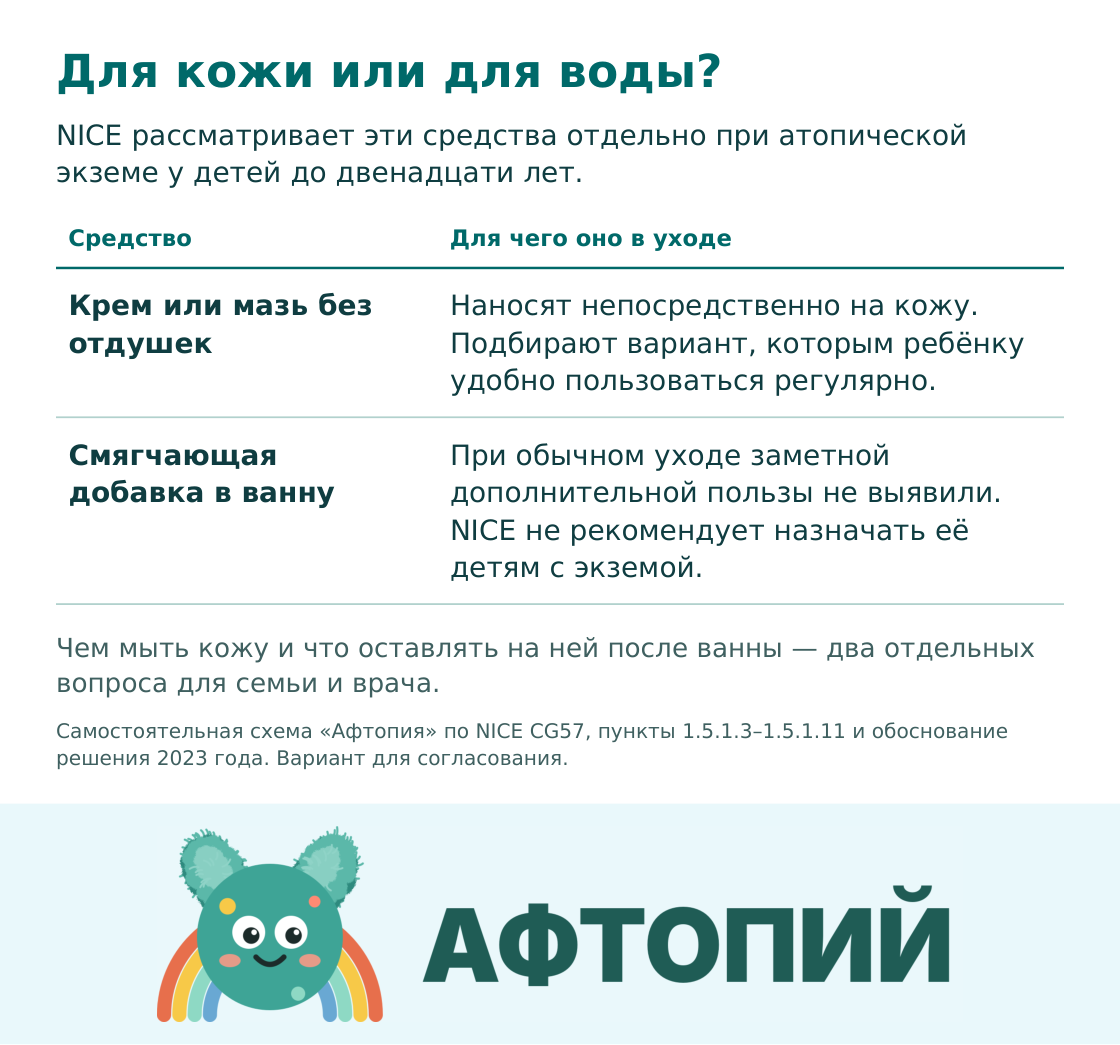 Для кожи или для воды?
NICE рассматривает эти средства отдельно при атопической
экземе у детей до двенадцати лет.
Средство
Для чего оно в уходе
Крем или мазь без
отдушек
Наносят непосредственно на кожу.
Подбирают вариант, которым ребёнку
удобно пользоваться регулярно.
Смягчающая
добавка в ванну
При обычном уходе заметной
дополнительной пользы не выявили.
NICE не рекомендует назначать её
детям с экземой.
Чем мыть кожу и что оставлять на ней после ванны — два отдельных
вопроса для семьи и врача.
Самостоятельная схема «Афтопия» по NICE CG57, пункты 1.5.1.3–1.5.1.11 и обоснование
решения 2023 года. Вариант для согласования.
АФТОПИЙ